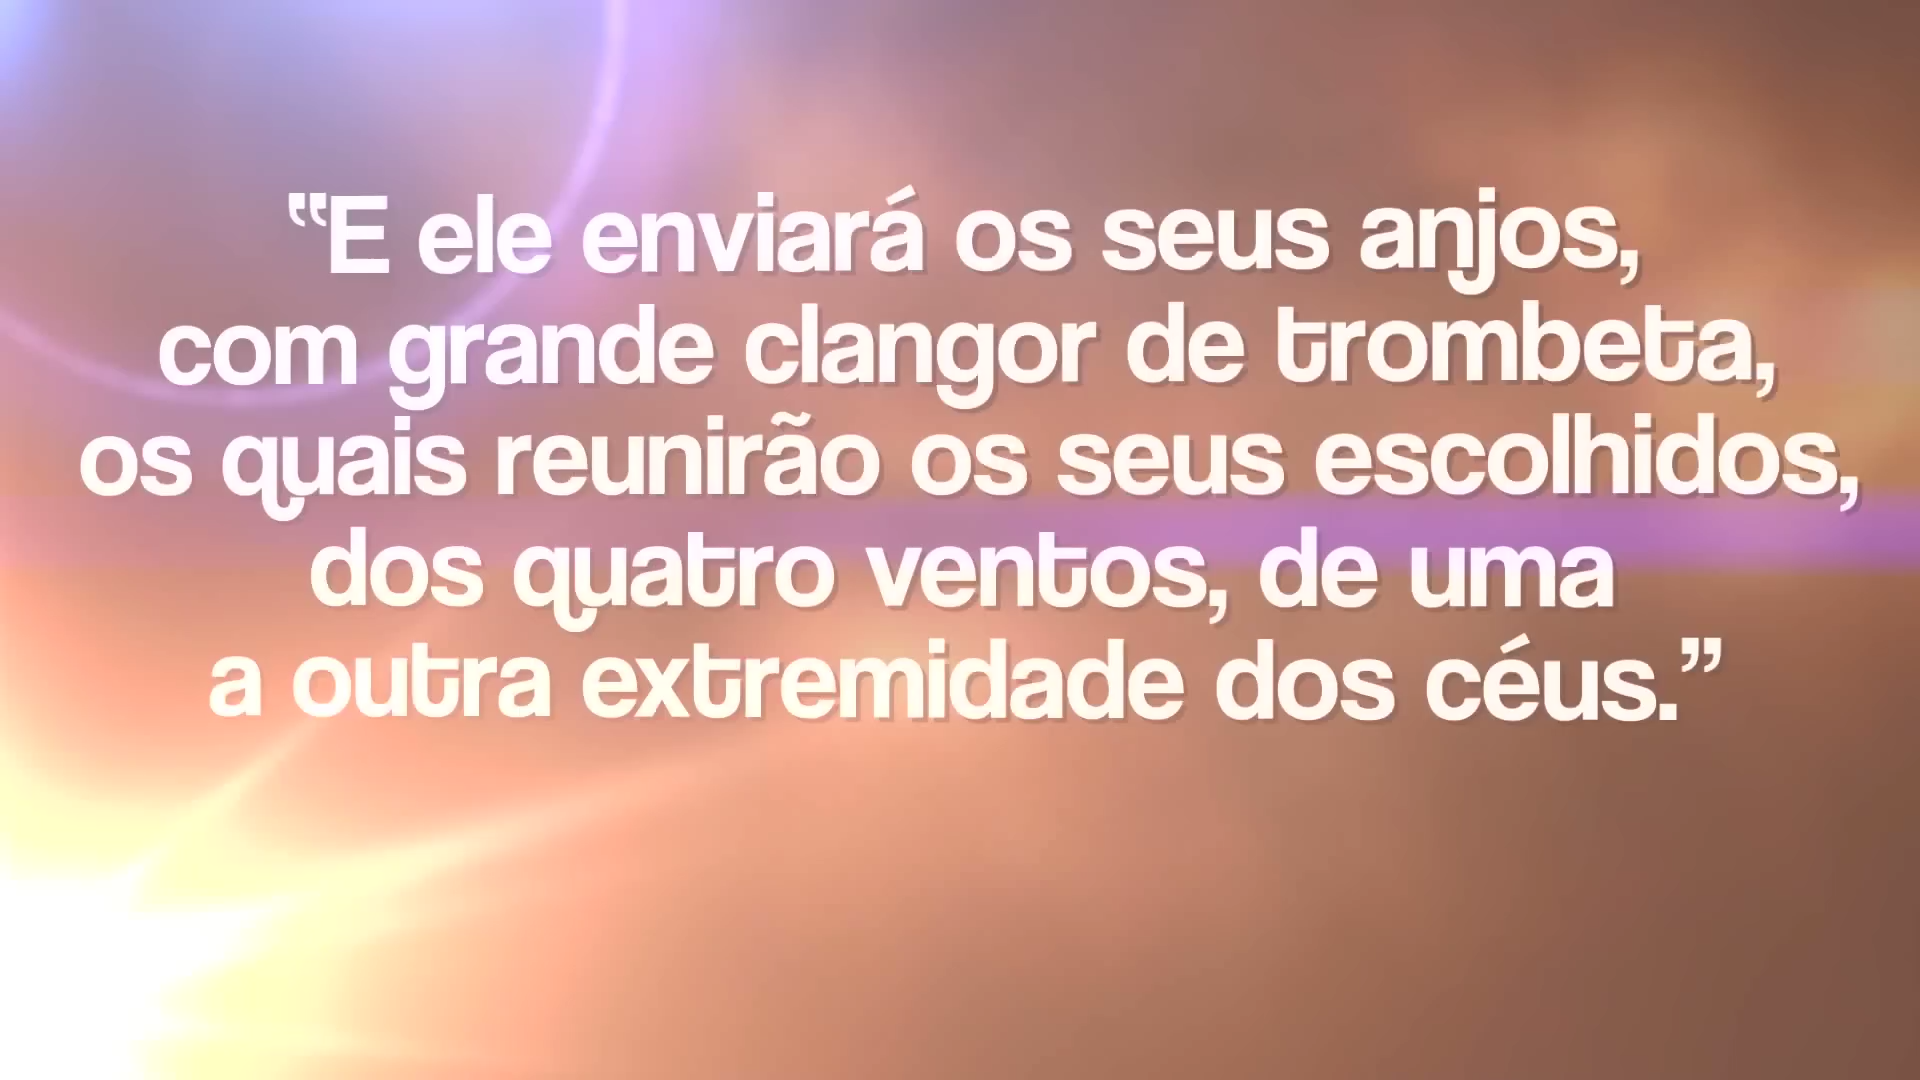 “E ele enviará os seus anjos,
com grande clangor de trombeta,
os quais reunirão os seus escolhidos,
dos quatro ventos, de uma
a outra extremidade dos céus.”